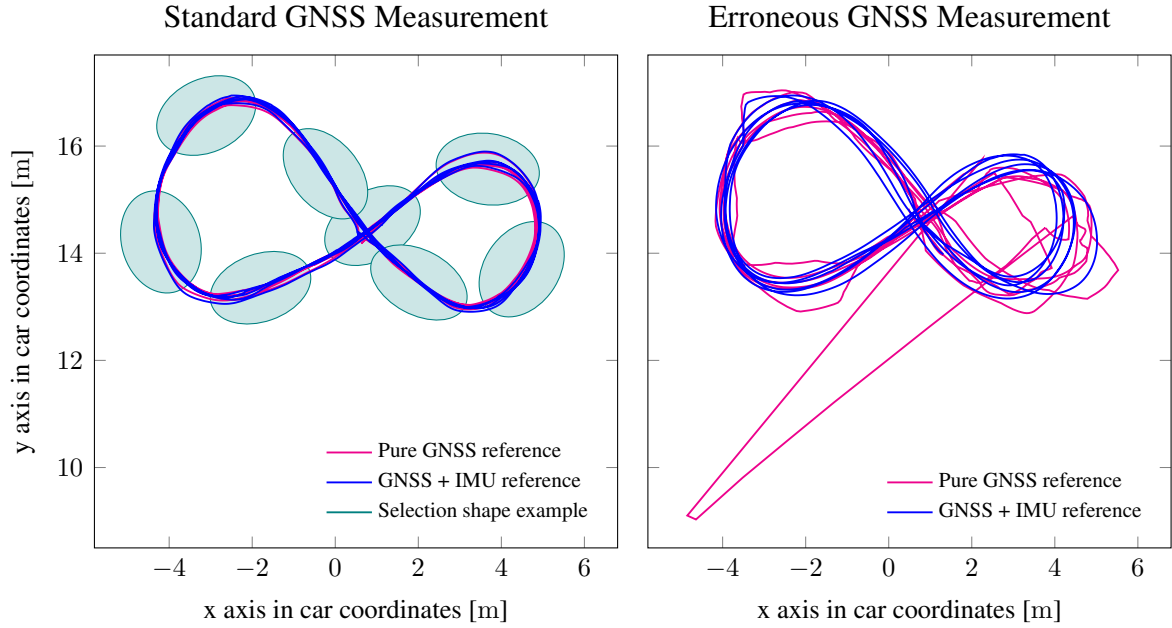 Standard GNSS Measurement
Erroneous GNSS Measurement
y axis in car coordinates [m]
16
14
12
10
Pure GNSS reference
GNSS + IMU reference
Selection shape example
Pure GNSS reference
GNSS + IMU reference
−4 −2 0 2 4 6
−4 −2 0 2 4 6
x axis in car coordinates [m]
x axis in car coordinates [m]